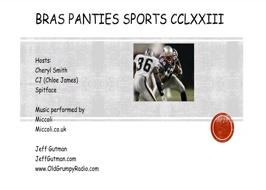 BRAS PANTIES SPORTS CCLXXIII
Hosts:
Cheryl Smith
CJ (Chloe James)
Spitface
Music performed by
Miccoli
Miccoli.co.uk
Jeff Gutman
JeffGutman.com
www.OldGrumpyRadio.com
36